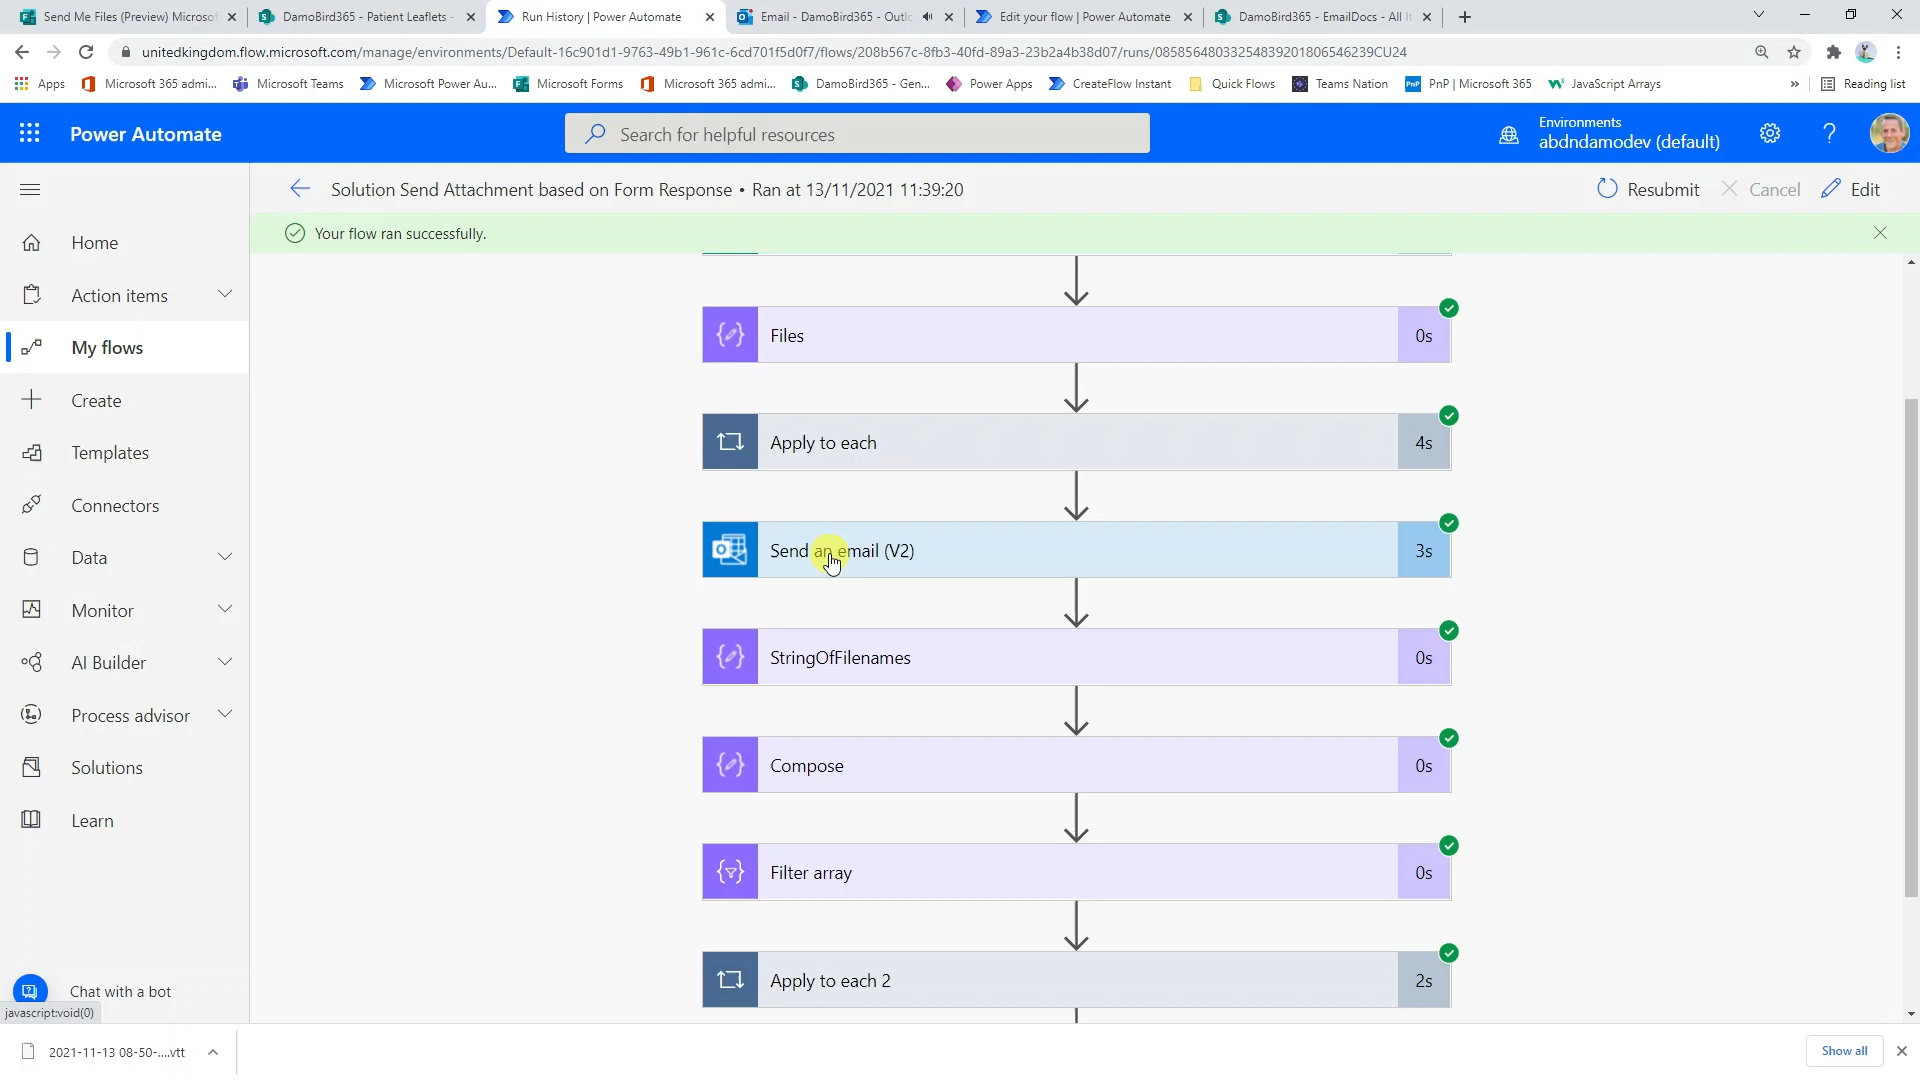 Send Me Files (Preview) Microso
DamoBird365 - Patient Leaflets -
Run History | Power Automate
Email - DamoBird365 - Outlo
Edit your flow | Power Automate
DamoBird365 - EmailDocs - All It
unitedkingdom.flow.microsoft.com/manage/environments/Default-16c901d1-9763-49b1-961c-6cd701f5d0f7/flows/208b567c-8fb3-40fd-89a3-23b2a4b38d07/runs/08585648033254839201806546239CU24
Apps
Microsoft 365 admi...
Microsoft Teams
Microsoft Power Au...
Microsoft Forms
Microsoft 365 admi...
DamoBird365 - Gen...
Power Apps
CreateFlow Instant
Quick Flows
Teams Nation
PnP | Microsoft 365
JavaScript Arrays
»
Reading list
Power Automate
Search for helpful resources
Environments
abdndamodev (default)
Solution Send Attachment based on Form Response • Ran at 13/11/2021 11:39:20
Resubmit
Cancel
Edit
Your flow ran successfully.
Home
Action items
My flows
Create
Templates
Connectors
Data
Monitor
AI Builder
Process advisor
Solutions
Learn
Chat with a bot
Files
0s
Apply to each
4s
Send an email (V2)
3s
StringOfFilenames
0s
Compose
0s
Filter array
0s
Apply to each 2
2s
javascript:void(0)
2021-11-13 08-50-....vtt
Show all